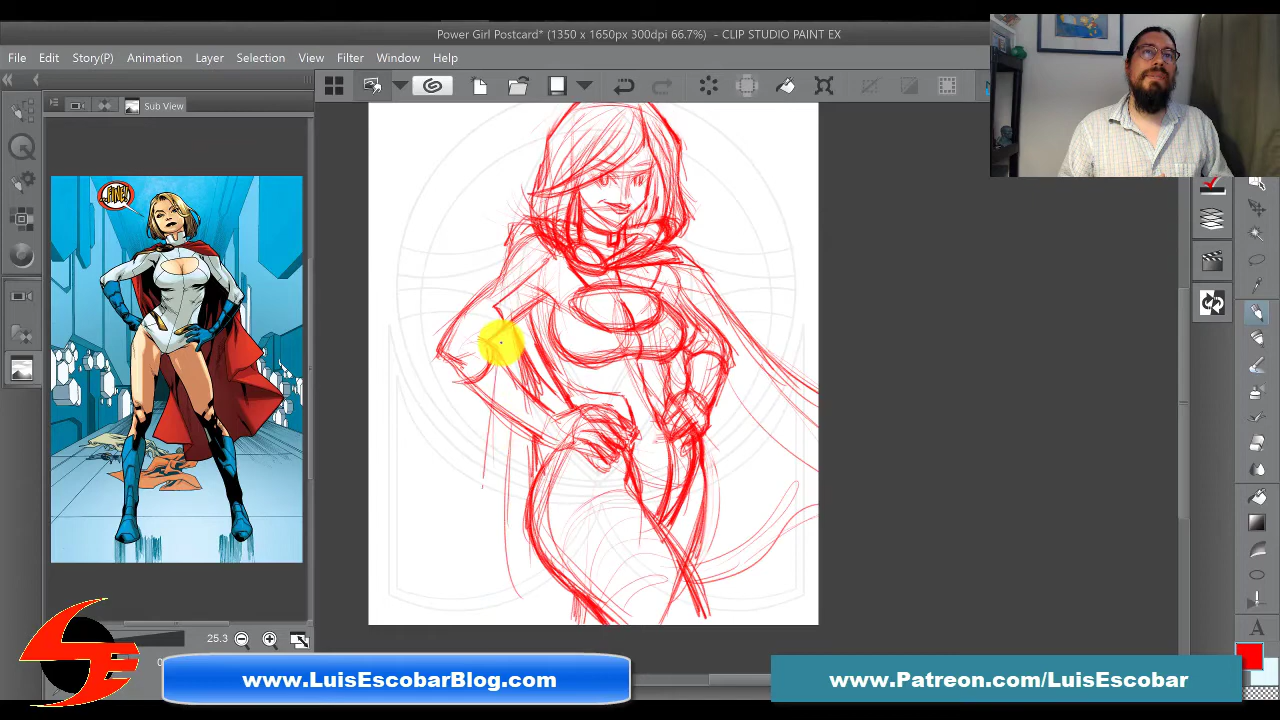 Power Girl Postcard* (1350 x 1650px 300dpi 66.7%) - CLIP STUDIO PAINT EX
File Edit Story(P) Animation Layer Selection View Filter Window Help
Sub View
...FINE!
25.3
www.LuisEscobarBlog.com
www.Patreon.com/LuisEscobar